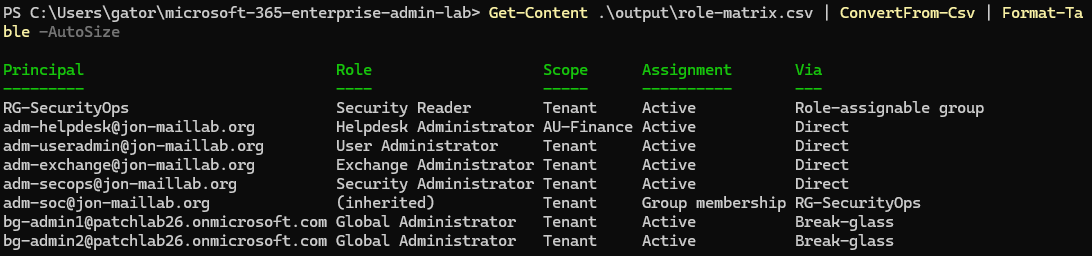 PS C:\Users\gator\microsoft-365-enterprise-admin-lab> Get-Content .\output\role-matrix.csv | ConvertFrom-Csv | Format-Ta
ble -AutoSize
Principal Role Scope Assignment Via
--------- ---- ----- ---------- ---
RG-SecurityOps Security Reader Tenant Active Role-assignable group
adm-helpdesk@jon-maillab.org Helpdesk Administrator AU-Finance Active Direct
adm-useradmin@jon-maillab.org User Administrator Tenant Active Direct
adm-exchange@jon-maillab.org Exchange Administrator Tenant Active Direct
adm-secops@jon-maillab.org Security Administrator Tenant Active Direct
adm-soc@jon-maillab.org (inherited) Tenant Group membership RG-SecurityOps
bg-admin1@patchlab26.onmicrosoft.com Global Administrator Tenant Active Break-glass
bg-admin2@patchlab26.onmicrosoft.com Global Administrator Tenant Active Break-glass